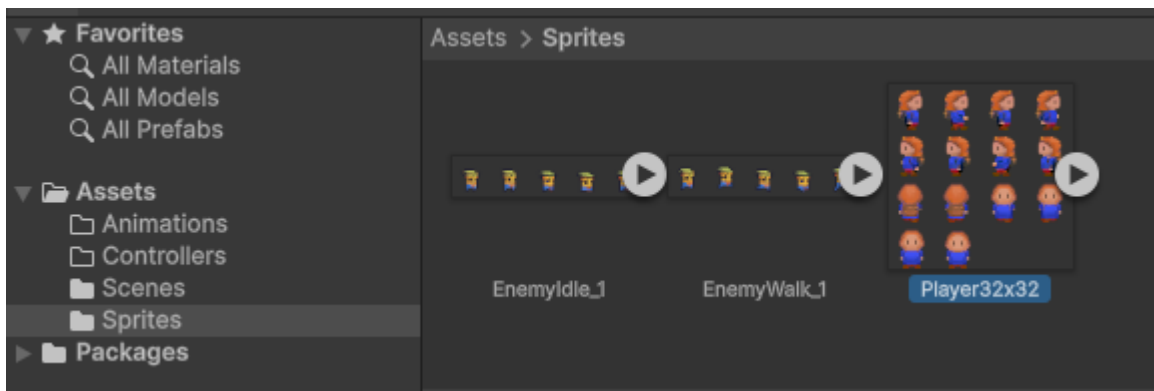 Favorites
All Materials
All Models
All Prefabs
Assets
Animations
Controllers
Scenes
Sprites
Packages
Assets > Sprites
EnemyIdle_1
EnemyWalk_1
Player32x32